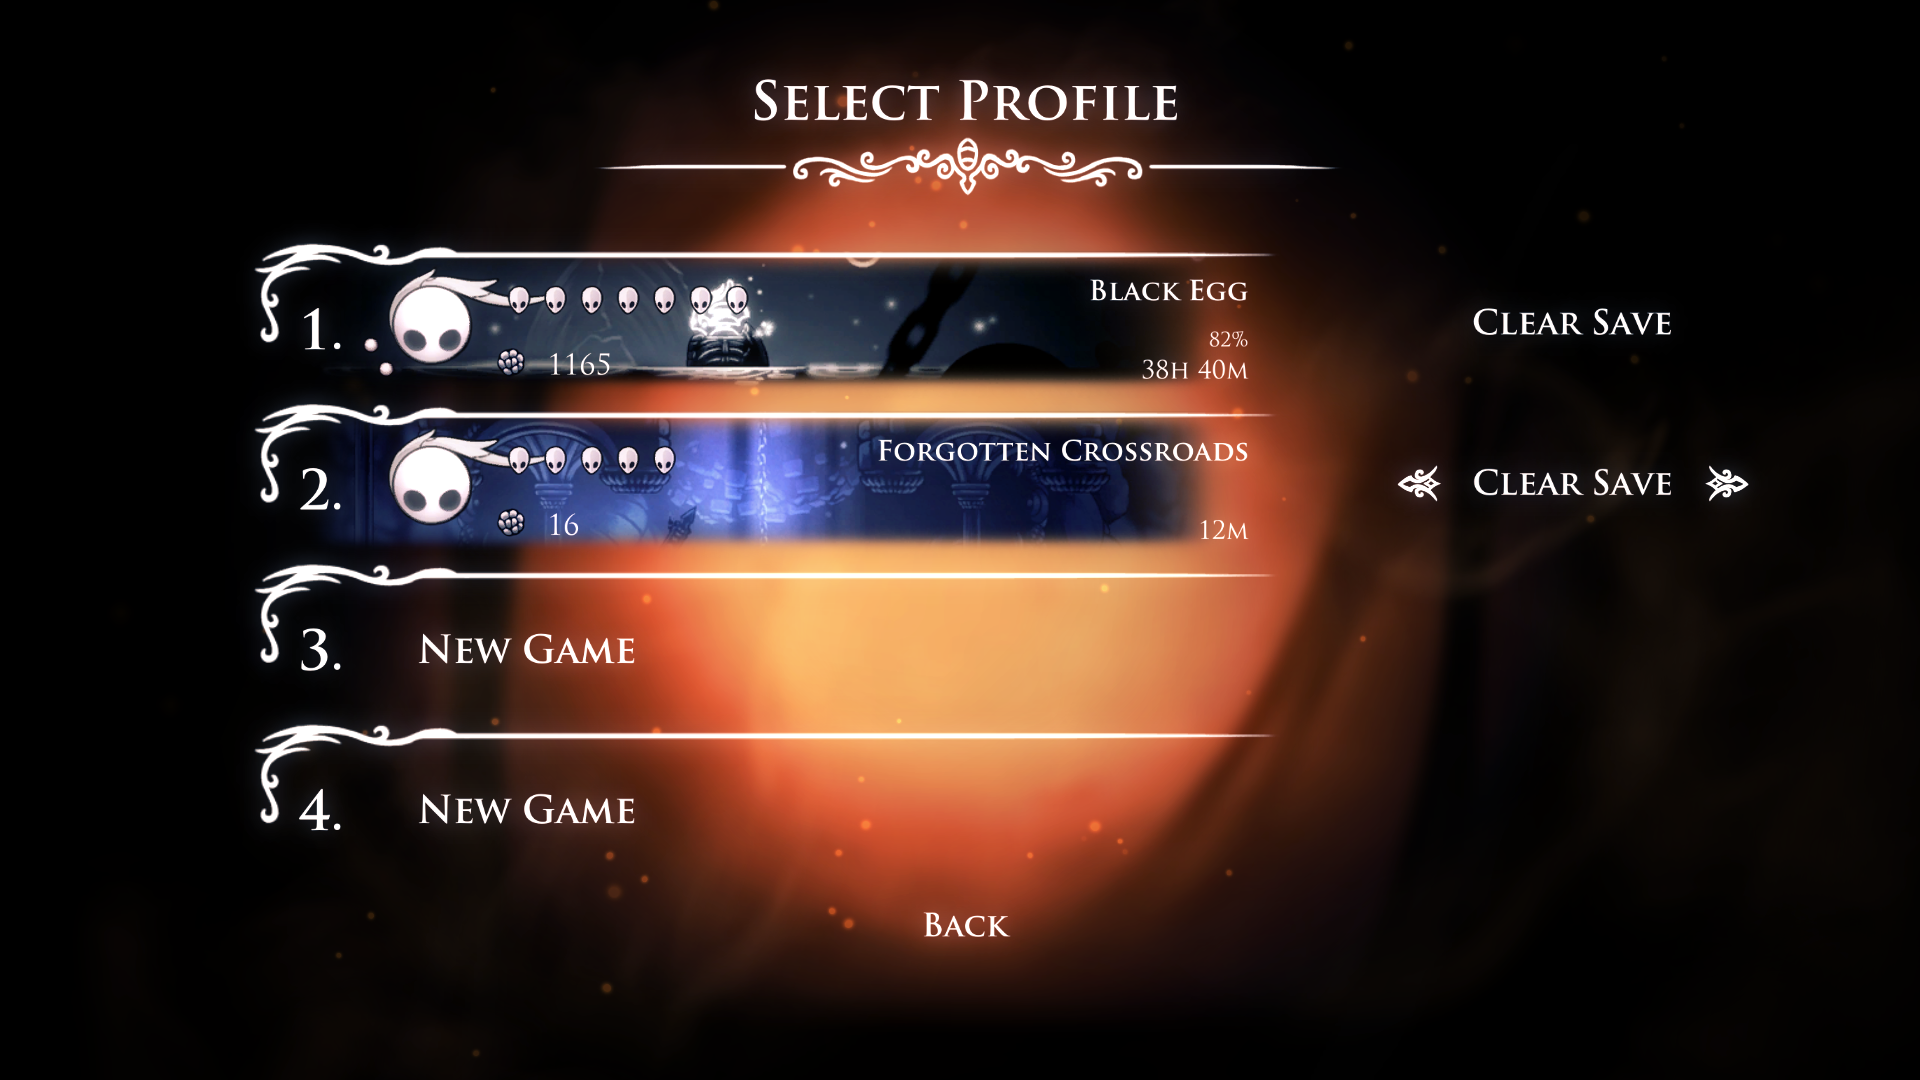 Select Profile
1.
1165
Black Egg
82%
38h 40m
Clear Save
2.
16
Forgotten Crossroads
12m
Clear Save
3. New Game
4. New Game
Back